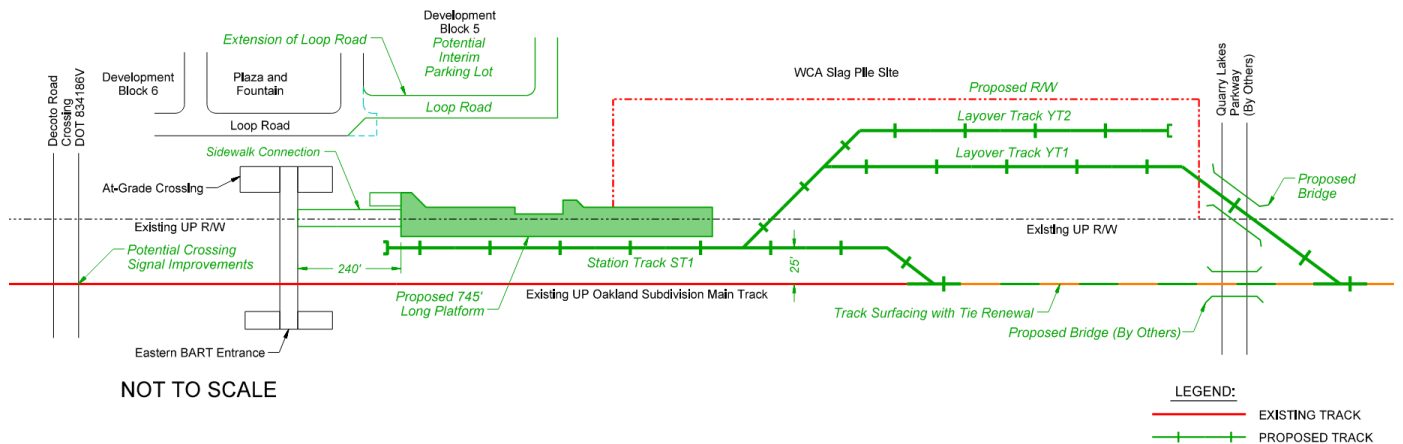 Decoto Road
Crossing
DOT 834186V
Development
Block 6
Plaza and
Fountain
Extension of Loop Road
Development
Block 5
Potential
Interim
Parking Lot
Loop Road
Loop Road
WCA Slag Pile Site
Proposed R/W
Layover Track YT2
Layover Track YT1
Quarry Lakes
Parkway
(By Others)
Proposed
Bridge
Sidewalk Connection
At-Grade Crossing
Existing UP R/W
Existing UP R/W
Potential Crossing
Signal Improvements
240'
Station Track ST1
25'
Proposed 745'
Long Platform
Existing UP Oakland Subdivision Main Track
Track Surfacing with Tie Renewal
Proposed Bridge (By Others)
Eastern BART Entrance
NOT TO SCALE
LEGEND:
EXISTING TRACK
PROPOSED TRACK